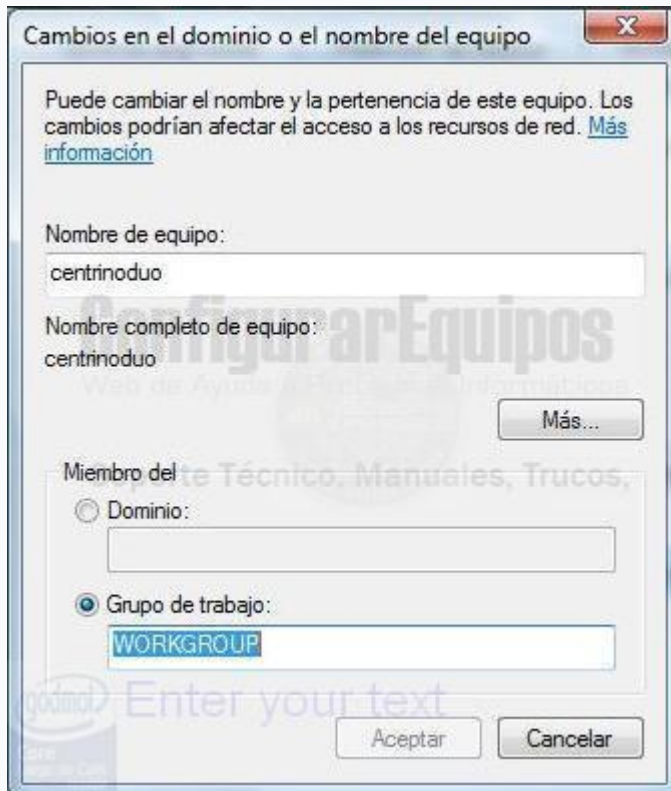 Cambios en el dominio o el nombre del equipo
Puede cambiar el nombre y la pertenencia de este equipo. Los
cambios podrían afectar el acceso a los recursos de red. Más
información
Nombre de equipo:
centrinoduo
ConfigurarEquipos
Nombre completo de equipo:
centrinoduo
Web de Ayuda
Informáticos
Más...
Miembro del
Soporte Técnico, Manuales, Trucos,
Dominio:
Grupo de trabajo:
WORKGROUP
Enter your text
Aceptar
Cancelar